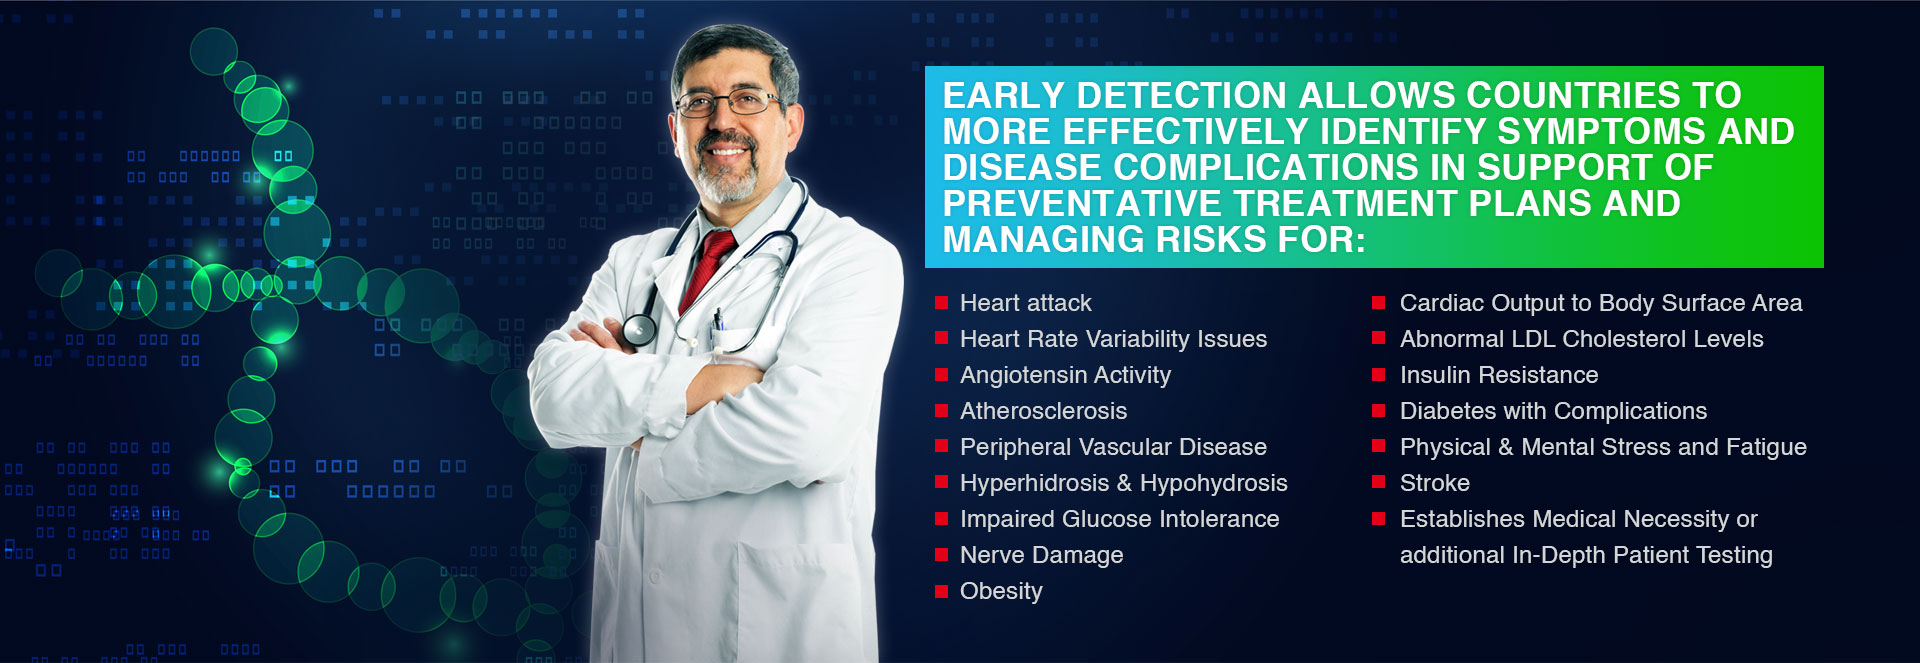 EARLY DETECTION ALLOWS COUNTRIES TO
MORE EFFECTIVELY IDENTIFY SYMPTOMS AND
DISEASE COMPLICATIONS IN SUPPORT OF
PREVENTATIVE TREATMENT PLANS AND
MANAGING RISKS FOR:
Heart attack
Heart Rate Variability Issues
Angiotensin Activity
Atherosclerosis
Peripheral Vascular Disease
Hyperhidrosis & Hypohydrosis
Impaired Glucose Intolerance
Nerve Damage
Obesity
Cardiac Output to Body Surface Area
Abnormal LDL Cholesterol Levels
Insulin Resistance
Diabetes with Complications
Physical & Mental Stress and Fatigue
Stroke
Establishes Medical Necessity or
additional In-Depth Patient Testing